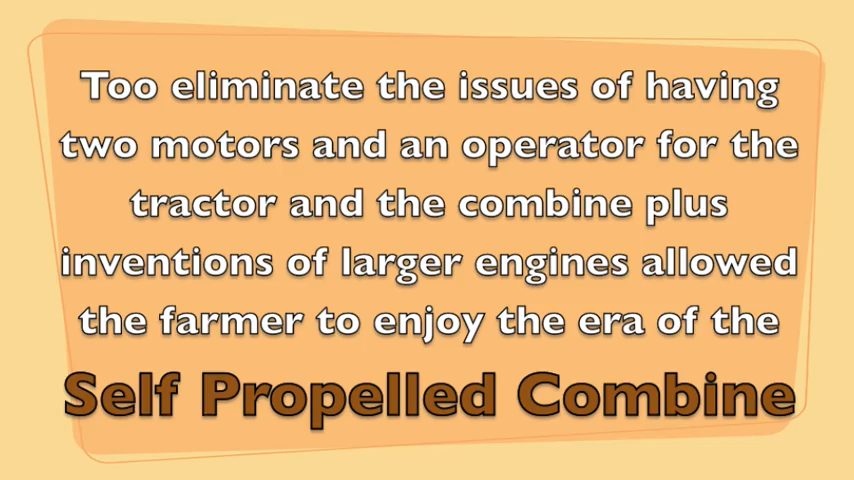 Too eliminate the issues of having
two motors and an operator for the
tractor and the combine plus
inventions of larger engines allowed
the farmer to enjoy the era of the
Self Propelled Combine